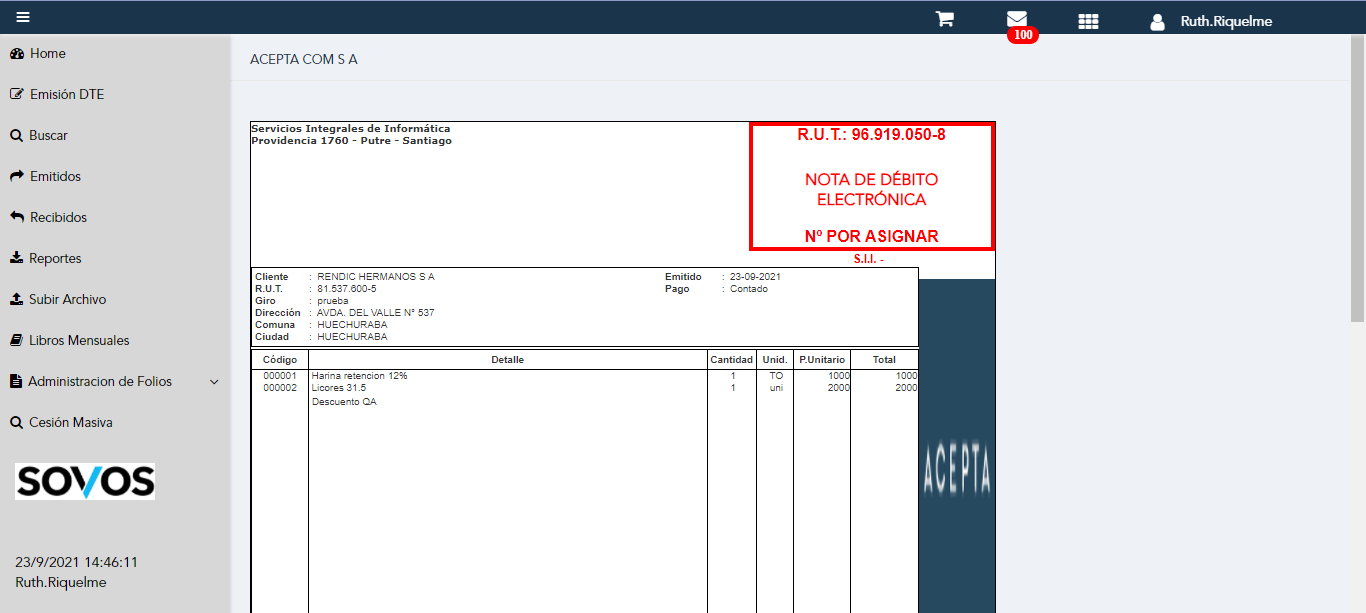 100
Ruth.Riquelme
Home
Emisión DTE
Buscar
Emitidos
Recibidos
Reportes
Subir Archivo
Libros Mensuales
Administracion de Folios
Cesión Masiva
SOVOS
23/9/2021 14:46:11
Ruth.Riquelme
ACEPTA COM S A
Servicios Integrales de Informática
Providencia 1760 - Putre - Santiago
R.U.T.: 96.919.050-8
NOTA DE DÉBITO
ELECTRÓNICA
Nº POR ASIGNAR
S.I.I. -
Cliente : RENDIC HERMANOS S A Emitido : 23-09-2021
R.U.T. : 81.537.600-5 Pago : Contado
Giro : prueba
Dirección : AVDA. DEL VALLE N° 537
Comuna : HUECHURABA
Ciudad : HUECHURABA
Código Detalle Cantidad Unid. P.Unitario Total
000001 Harina retencion 12% 1 TO 1000 1000
000002 Licores 31.5 1 uni 2000 2000
Descuento QA
ACEPTA